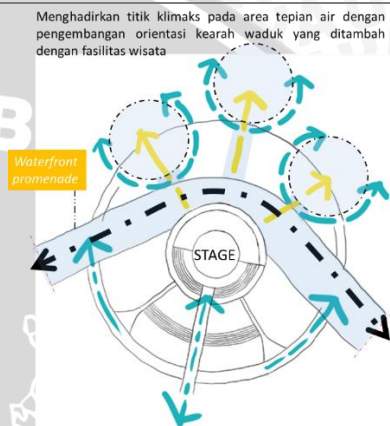 Menghadirkan titik klimaks pada area tepian air dengan
pengembangan orientasi kearah waduk yang ditambah
dengan fasilitas wisata
Waterfront
promenade
STAGE